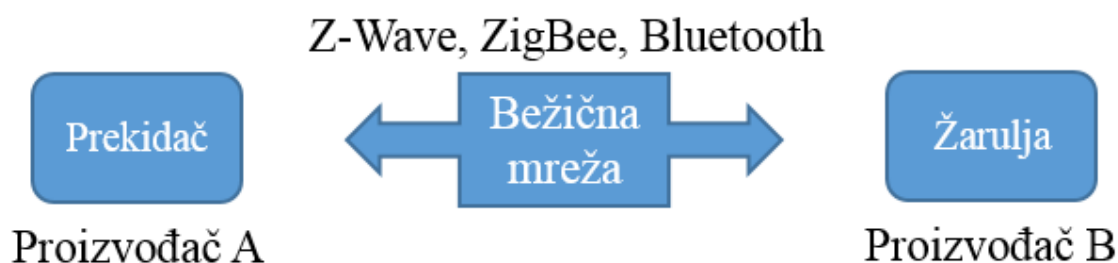 Z-Wave, ZigBee, Bluetooth
Prekidač
Bežična
mreža
Žarulja
Proizvođač A
Proizvođač B